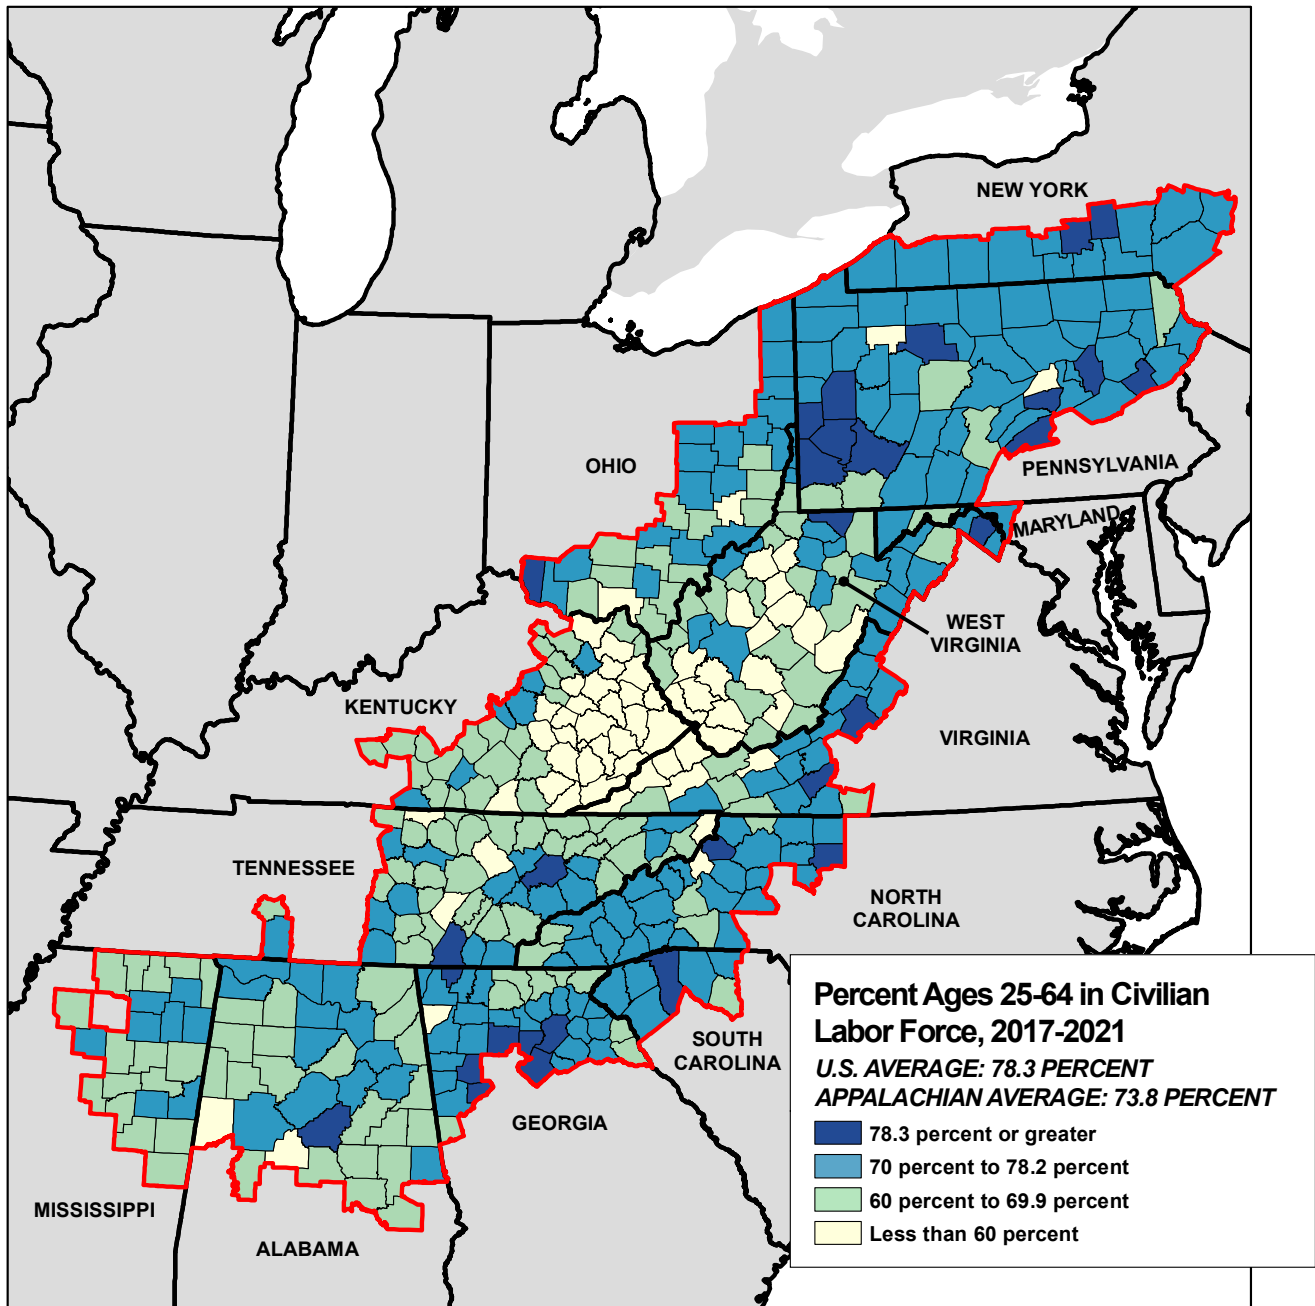 NEW YORK
OHIO
PENNSYLVANIA
MARYLAND
WEST
VIRGINIA
KENTUCKY
VIRGINIA
TENNESSEE
NORTH
CAROLINA
SOUTH
CAROLINA
GEORGIA
MISSISSIPPI
ALABAMA
Percent Ages 25-64 in Civilian
Labor Force, 2017-2021
U.S. AVERAGE: 78.3 PERCENT
APPALACHIAN AVERAGE: 73.8 PERCENT
78.3 percent or greater
70 percent to 78.2 percent
60 percent to 69.9 percent
Less than 60 percent